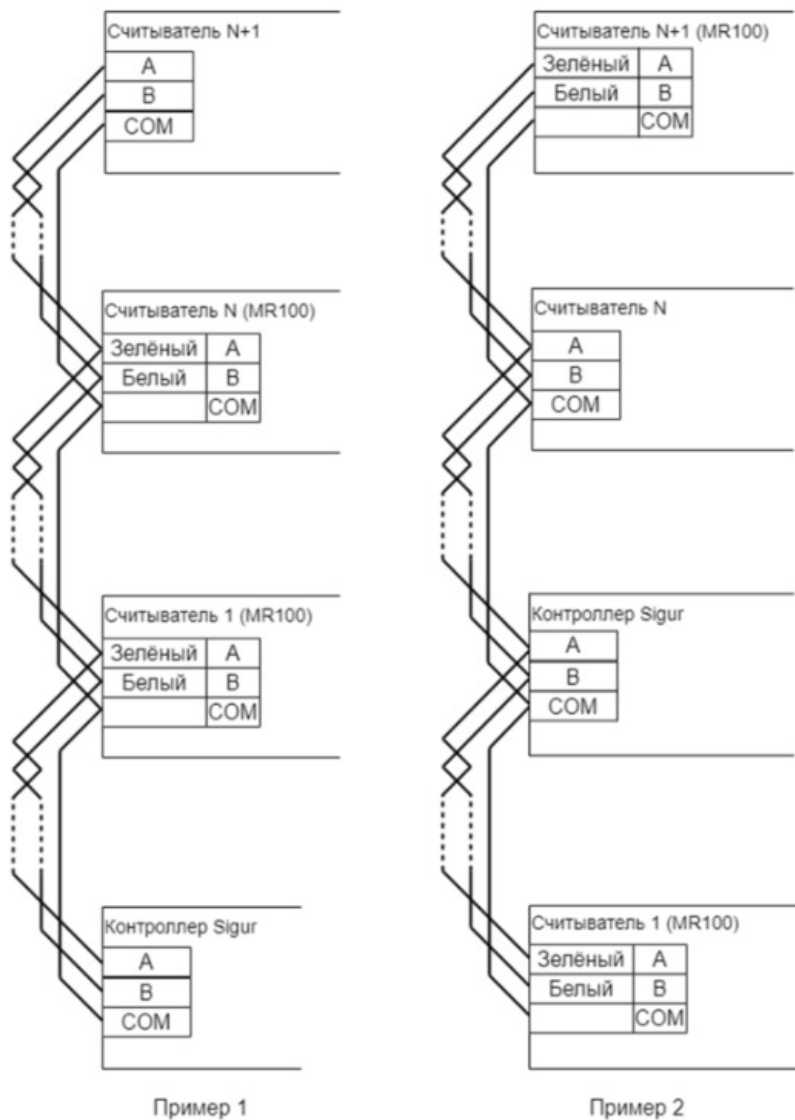 Считыватель N+1
A
B
COM
Считыватель N (MR100)
Зелёный A
Белый B
COM
Считыватель 1 (MR100)
Зелёный A
Белый B
COM
Контроллер Sigur
A
B
COM
Пример 1
Считыватель N+1 (MR100)
Зелёный A
Белый B
COM
Считыватель N
A
B
COM
Контроллер Sigur
A
B
COM
Считыватель 1 (MR100)
Зелёный A
Белый B
COM
Пример 2